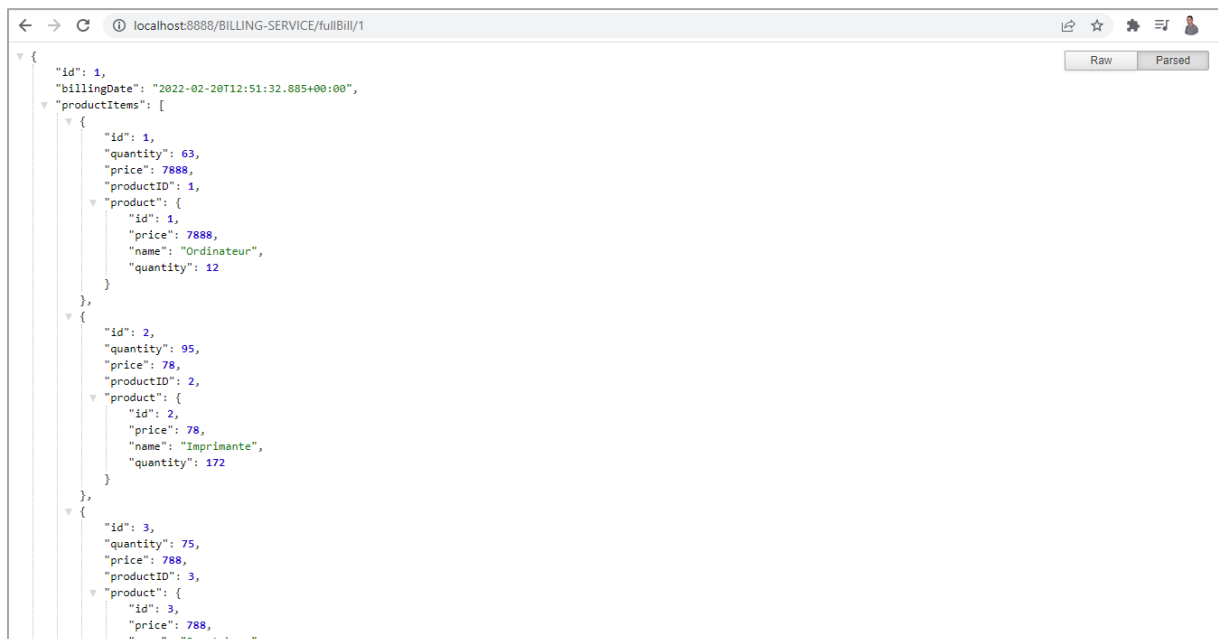 localhost:8888/BILLING-SERVICE/fullBill/1
Raw Parsed
{
"id": 1,
"billingDate": "2022-02-20T12:51:32.885+00:00",
"productItems": [
{
"id": 1,
"quantity": 63,
"price": 7888,
"productID": 1,
"product": {
"id": 1,
"price": 7888,
"name": "Ordinateur",
"quantity": 12
}
},
{
"id": 2,
"quantity": 95,
"price": 78,
"productID": 2,
"product": {
"id": 2,
"price": 78,
"name": "Imprimante",
"quantity": 172
}
},
{
"id": 3,
"quantity": 75,
"price": 788,
"productID": 3,
"product": {
"id": 3,
"price": 788,